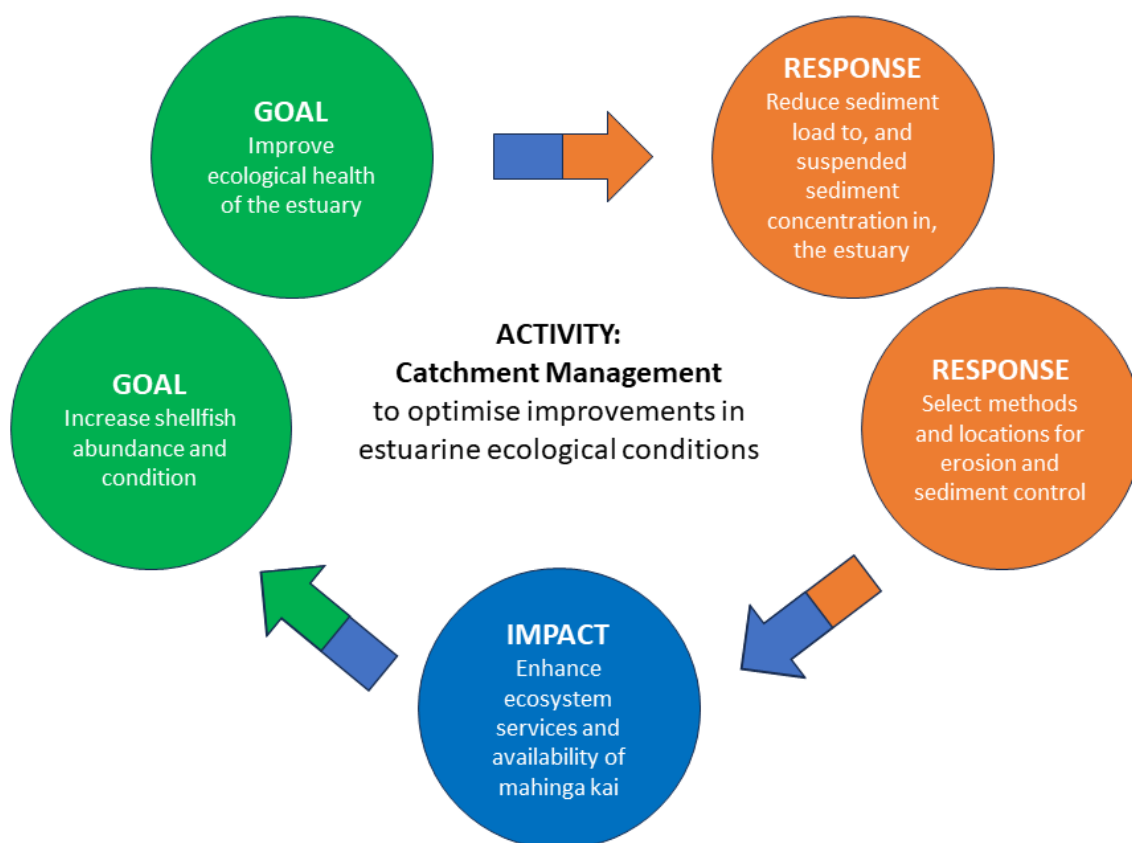 GOAL
Improve
ecological health
of the estuary
RESPONSE
Reduce sediment
load to, and
suspended
sediment
concentration in,
the estuary
GOAL
Increase shellfish
abundance and
condition
ACTIVITY:
Catchment Management
to optimise improvements in
estuarine ecological conditions
RESPONSE
Select methods
and locations for
erosion and
sediment control
IMPACT
Enhance
ecosystem
services and
availability of
mahinga kai